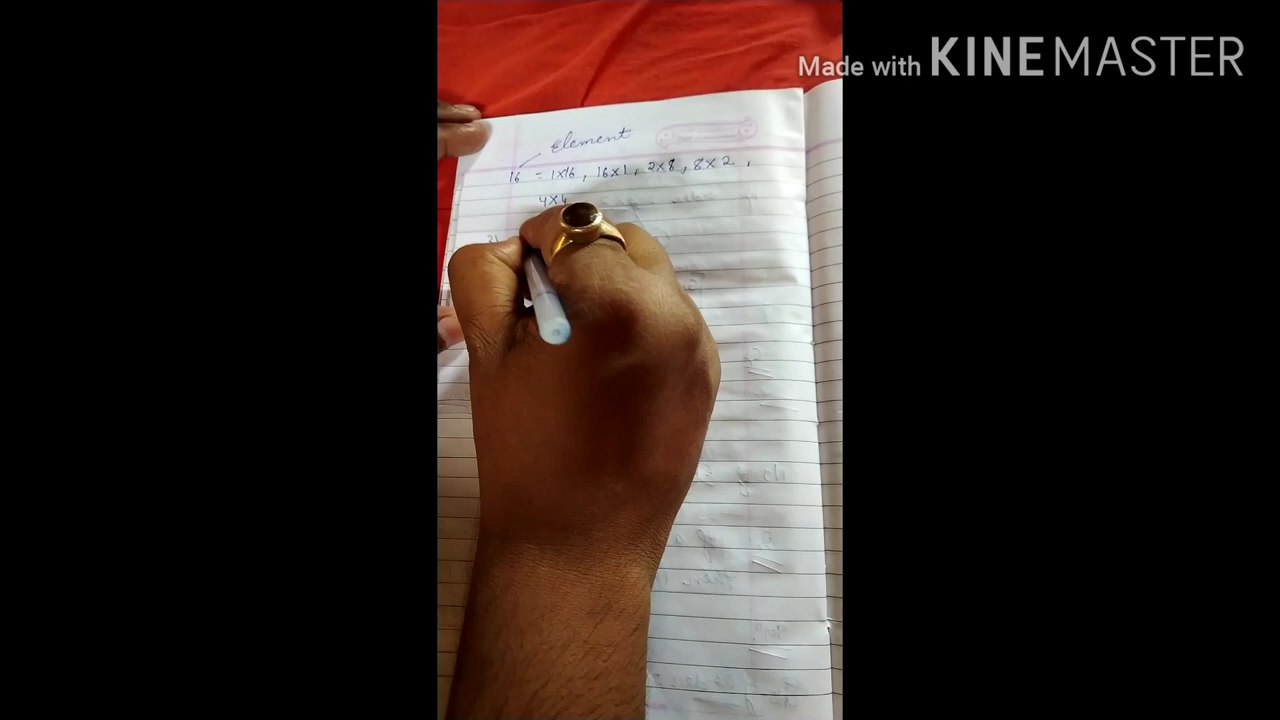 Made with KINEMASTER
Element
16 = 1×16, 16×1, 2×8, 8×2,
4×4